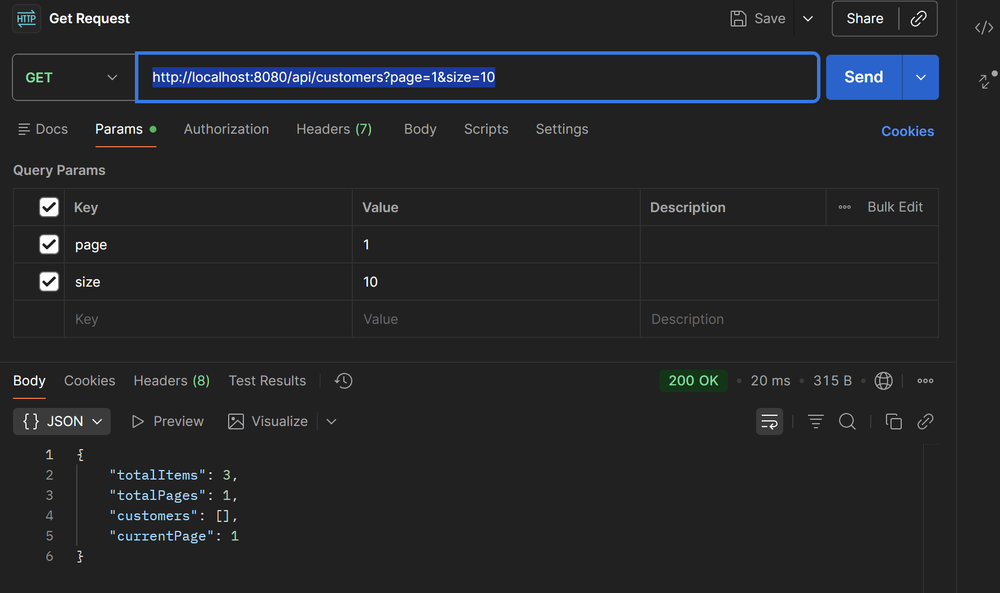 HTTP Get Request Save Share
GET http://localhost:8080/api/customers?page=1&size=10 Send
Docs Params Authorization Headers (7) Body Scripts Settings Cookies
Query Params
Key Value Description Bulk Edit
page 1
size 10
Key Value Description
Body Cookies Headers (8) Test Results 200 OK 20 ms 315 B
{} JSON Preview Visualize
1 {
2 "totalItems": 3,
3 "totalPages": 1,
4 "customers": [],
5 "currentPage": 1
6 }